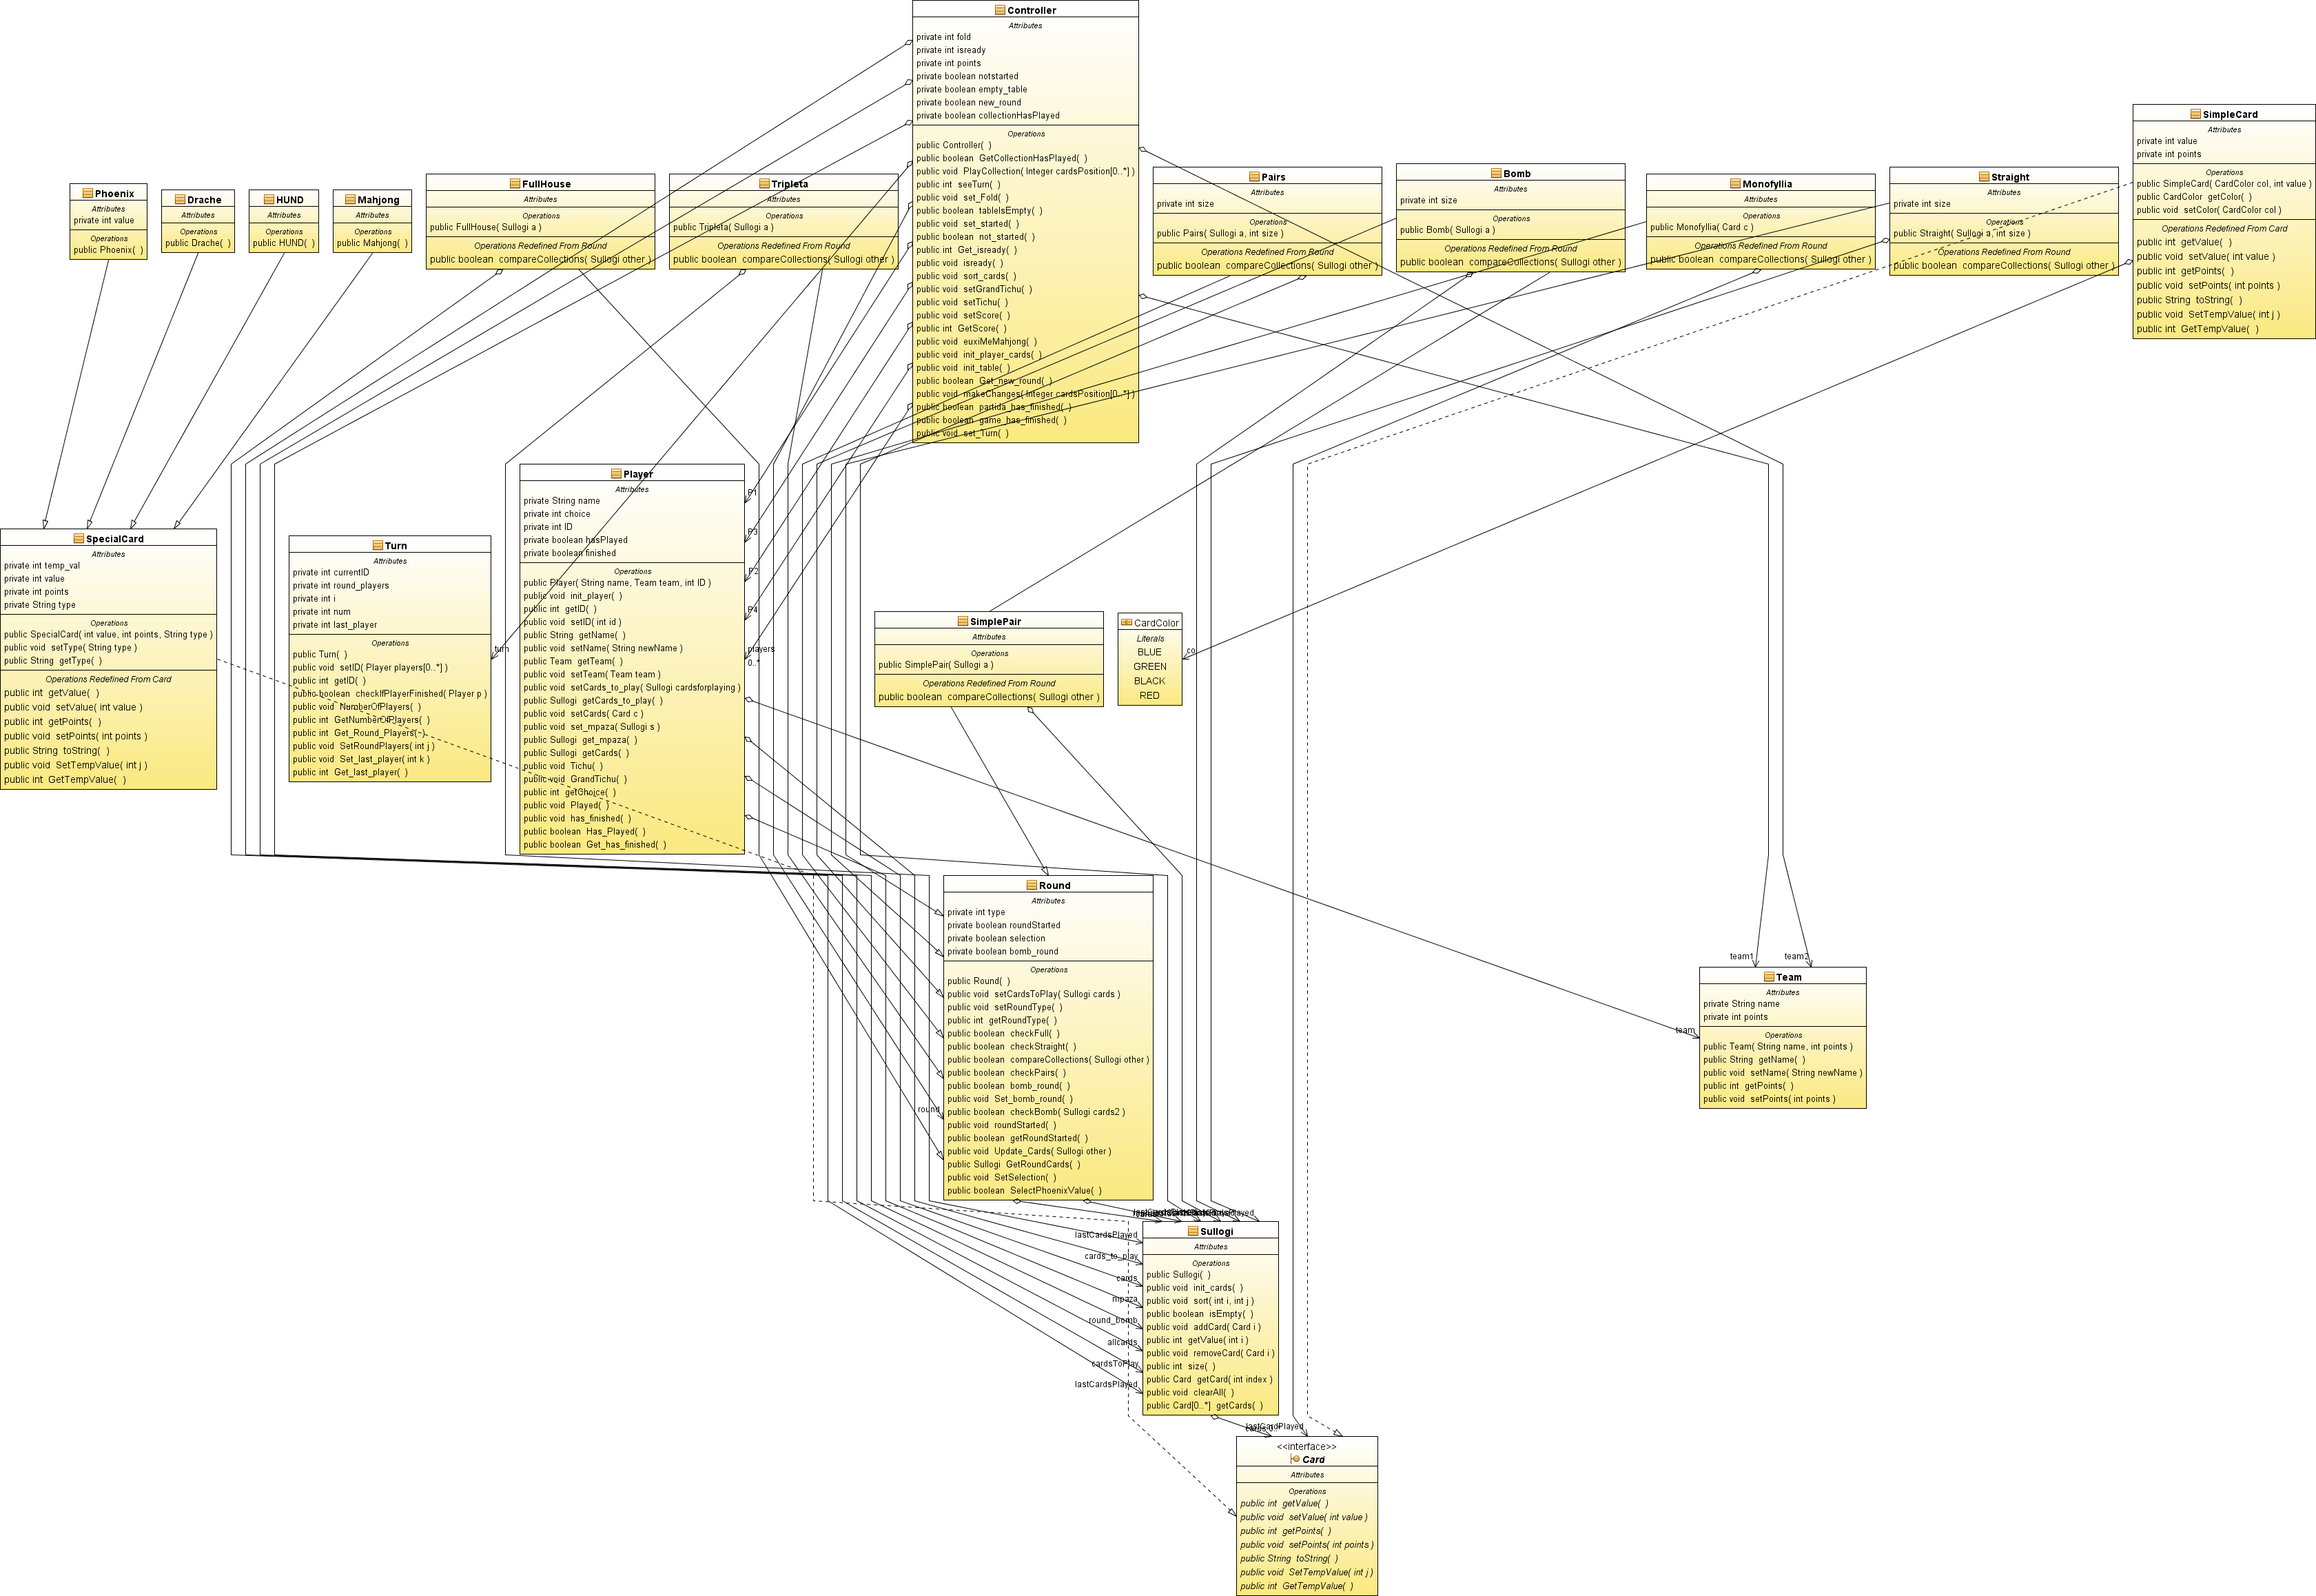 Controller
Attributes
private int fold
private int isready
private int points
private boolean notstarted
private boolean empty_table
private boolean new_round
private boolean collectionHasPlayed
Operations
public Controller( )
public boolean GetCollectionHasPlayed( )
public void PlayCollection( Integer cardsPosition[0..*] )
public int seeTurn( )
public void set_Fold( )
public boolean tableIsEmpty( )
public void set_started( )
public boolean not_started( )
public int Get_isready( )
public void isready( )
public void sort_cards( )
public void setGrandTichu( )
public void setTichu( )
public void setScore( )
public int GetScore( )
public void euxiMeMahjong( )
public void init_player_cards( )
public void init_table( )
public boolean Get_new_round( )
public void makeChanges( Integer cardsPosition[0..*] )
public boolean partida_has_finished( )
public boolean game_has_finished( )
public void set_Turn( )
Phoenix
Attributes
private int value
Operations
public Phoenix( )
Drache
Attributes
Operations
public Drache( )
HUND
Attributes
Operations
public HUND( )
Mahjong
Attributes
Operations
public Mahjong( )
FullHouse
Attributes
Operations
public FullHouse( Sullogi a )
Operations Redefined From Round
public boolean compareCollections( Sullogi other )
Tripleta
Attributes
Operations
public Tripleta( Sullogi a )
Operations Redefined From Round
public boolean compareCollections( Sullogi other )
Pairs
Attributes
private int size
Operations
public Pairs( Sullogi a, int size )
Operations Redefined From Round
public boolean compareCollections( Sullogi other )
Bomb
Attributes
private int size
Operations
public Bomb( Sullogi a )
Operations Redefined From Round
public boolean compareCollections( Sullogi other )
Monofyllia
Attributes
Operations
public Monofyllia( Card c )
Operations Redefined From Round
public boolean compareCollections( Sullogi other )
Straight
Attributes
private int size
Operations
public Straight( Sullogi a, int size )
Operations Redefined From Round
public boolean compareCollections( Sullogi other )
SimpleCard
Attributes
private int value
private int points
Operations
public SimpleCard( CardColor col, int value )
public CardColor getColor( )
public void setColor( CardColor col )
Operations Redefined From Card
public int getValue( )
public void setValue( int value )
public int getPoints( )
public void setPoints( int points )
public String toString( )
public void SetTempValue( int j )
public int GetTempValue( )
SpecialCard
Attributes
private int temp_val
private int value
private int points
private String type
Operations
public SpecialCard( int value, int points, String type )
public void setType( String type )
public String getType( )
Operations Redefined From Card
public int getValue( )
public void setValue( int value )
public int getPoints( )
public void setPoints( int points )
public String toString( )
public void SetTempValue( int j )
public int GetTempValue( )
Turn
Attributes
private int currentID
private int round_players
private int i
private int num
private int last_player
Operations
public Turn( )
public void setID( Player players[0..*] )
public int getID( )
public boolean checkIfPlayerFinished( Player p )
public void NumberOfPlayers( )
public int GetNumberOfPlayers( )
public int Get_Round_Players( )
public void SetRoundPlayers( int j )
public void Set_last_player( int k )
public int Get_last_player( )
turn
Player
Attributes
private String name
private int choice
private int ID
private boolean hasPlayed
private boolean finished
Operations
public Player( String name, Team team, int ID )
public void init_player( )
public int getID( )
public void setID( int id )
public String getName( )
public void setName( String newName )
public Team getTeam( )
public void setTeam( Team team )
public void setCards_to_play( Sullogi cardsforplaying )
public Sullogi getCards_to_play( )
public void setCards( Card c )
public void set_mpaza( Sullogi s )
public Sullogi get_mpaza( )
public Sullogi getCards( )
public void Tichu( )
public void GrandTichu( )
public int getChoice( )
public void Played( )
public void has_finished( )
public boolean Has_Played( )
public boolean Get_has_finished( )
P1
P3
P2
P4
players
0..*
SimplePair
Attributes
Operations
public SimplePair( Sullogi a )
Operations Redefined From Round
public boolean compareCollections( Sullogi other )
CardColor
Literals
BLUE
GREEN
BLACK
RED
co
Round
Attributes
private int type
private boolean roundStarted
private boolean selection
private boolean bomb_round
Operations
public Round( )
public void setCardsToPlay( Sullogi cards )
public void setRoundType( )
public int getRoundType( )
public boolean checkFull( )
public boolean checkStraight( )
public boolean compareCollections( Sullogi other )
public boolean checkPairs( )
public boolean bomb_round( )
public void Set_bomb_round( )
public boolean checkBomb( Sullogi cards2 )
public void roundStarted( )
public boolean getRoundStarted( )
public void Update_Cards( Sullogi other )
public Sullogi GetRoundCards( )
public void SetSelection( )
public boolean SelectPhoenixValue( )
round
team1
team2
team
Team
Attributes
private String name
private int points
Operations
public Team( String name, int points )
public String getName( )
public void setName( String newName )
public int getPoints( )
public void setPoints( int points )
lastCardsPlayed
cards_to_play
cards
mpaza
round_bomb
allcards
cardsToPlay
lastCardsPlayed
Sullogi
Attributes
Operations
public Sullogi( )
public void init_cards( )
public void sort( int i, int j )
public boolean isEmpty( )
public void addCard( Card i )
public int getValue( int i )
public void removeCard( Card i )
public int size( )
public Card getCard( int index )
public void clearAll( )
public Card[0..*] getCards( )
lastCardPlayed
<<interface>>
Card
Attributes
Operations
public int getValue( )
public void setValue( int value )
public int getPoints( )
public void setPoints( int points )
public String toString( )
public void SetTempValue( int j )
public int GetTempValue( )